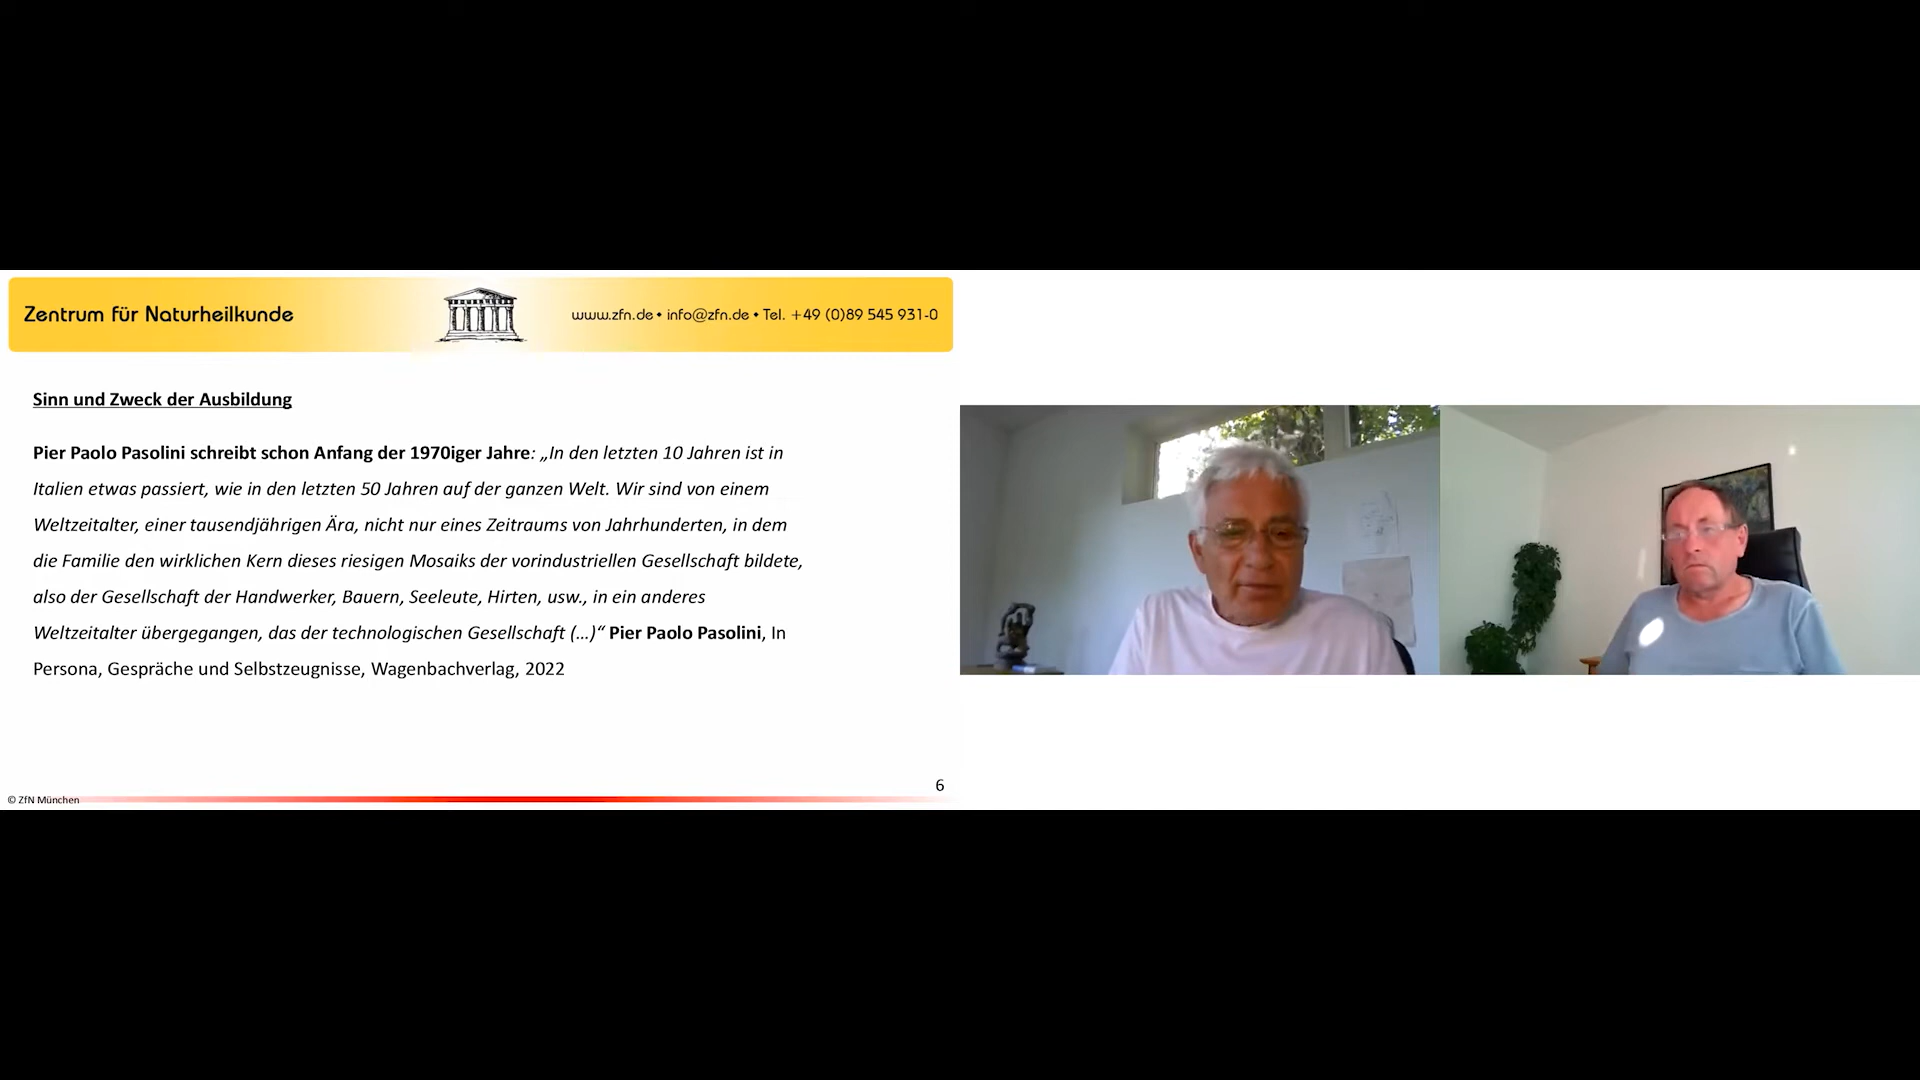 Zentrum für Naturheilkunde
www.zfn.de • info@zfn.de • Tel. +49 (0)89 545 931-0
Sinn und Zweck der Ausbildung
Pier Paolo Pasolini schreibt schon Anfang der 1970iger Jahre: „In den letzten 10 Jahren ist in
Italien etwas passiert, wie in den letzten 50 Jahren auf der ganzen Welt. Wir sind von einem
Weltzeitalter, einer tausendjährigen Ära, nicht nur eines Zeitraums von Jahrhunderten, in dem
die Familie den wirklichen Kern dieses riesigen Mosaiks der vorindustriellen Gesellschaft bildete,
also der Gesellschaft der Handwerker, Bauern, Seeleute, Hirten, usw., in ein anderes
Weltzeitalter übergegangen, das der technologischen Gesellschaft (…)“ Pier Paolo Pasolini, In
Persona, Gespräche und Selbstzeugnisse, Wagenbachverlag, 2022
6
© ZfN München